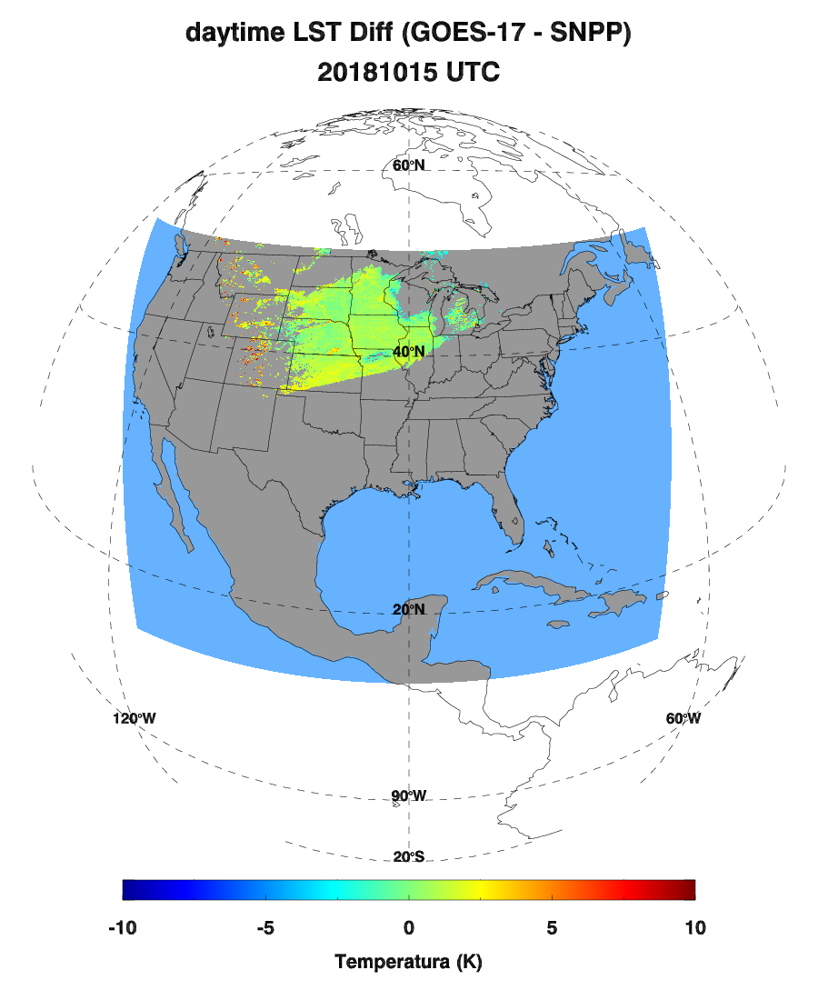 daytime LST Diff (GOES-17 - SNPP)
20181015 UTC
60°N
40°N
20°N
120°W 60°W
90°W
20°S
-10 -5 0 5 10
Temperatura (K)